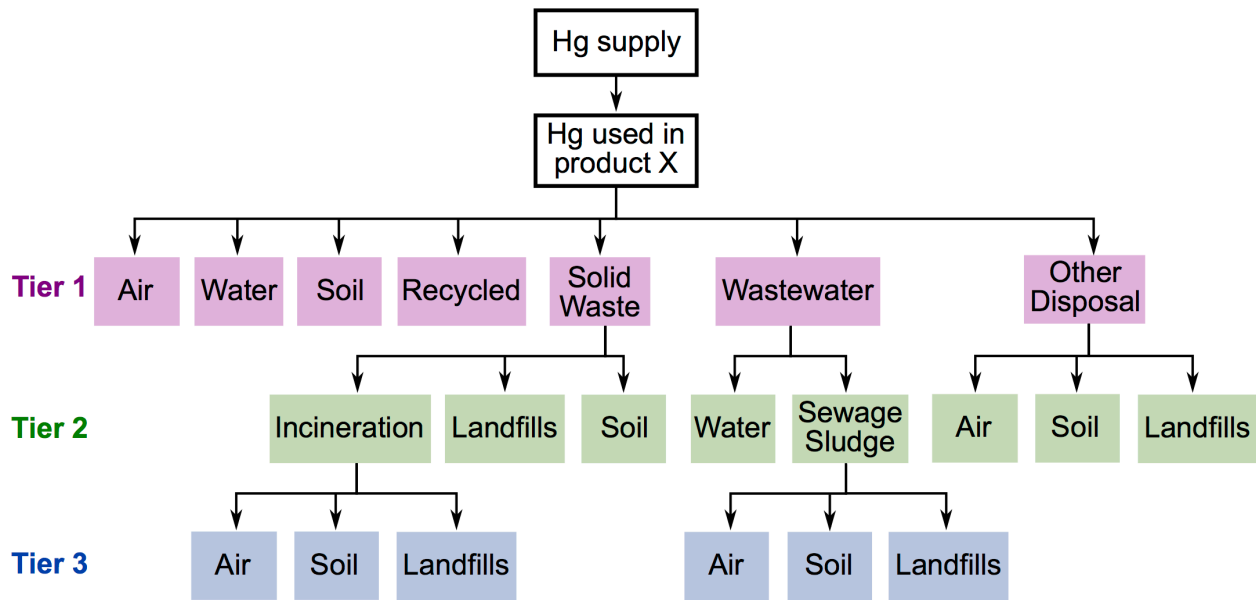 Hg supply
Hg used in
product X
Tier 1
Air
Water
Soil
Recycled
Solid
Waste
Wastewater
Other
Disposal
Tier 2
Incineration
Landfills
Soil
Water
Sewage
Sludge
Air
Soil
Landfills
Tier 3
Air
Soil
Landfills
Air
Soil
Landfills